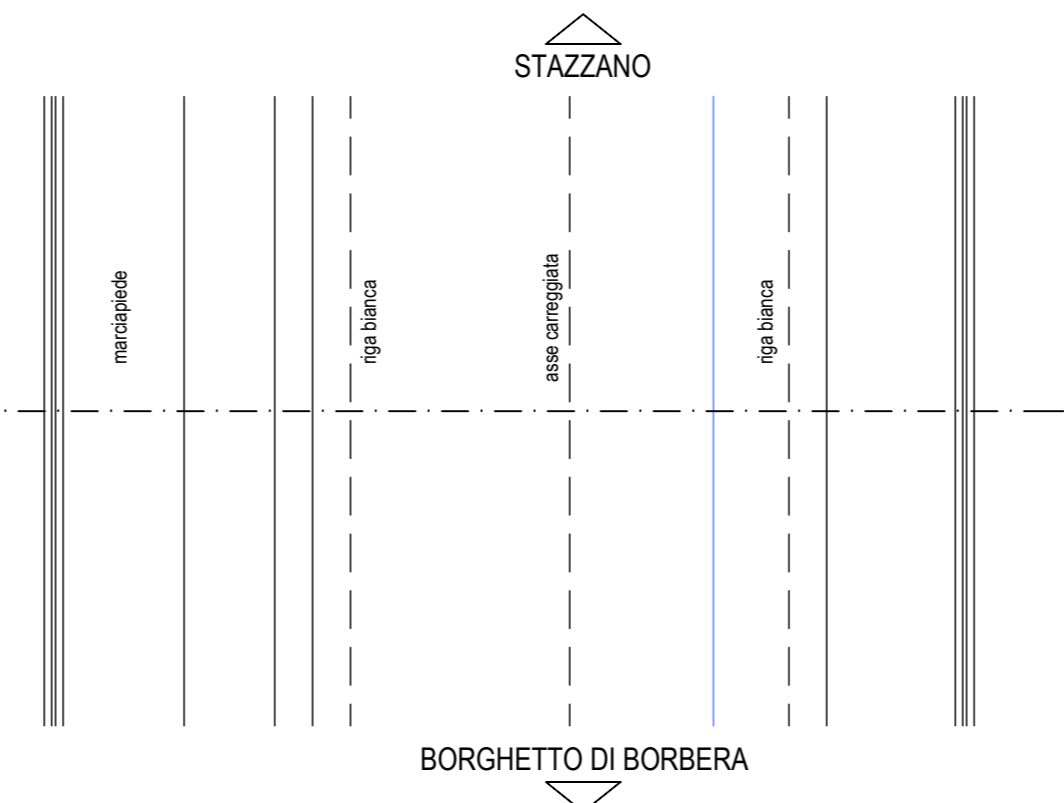 STAZZANO
marciapiede
riga bianca
asse carreggiata
riga bianca
BORGHETTO DI BORBERA